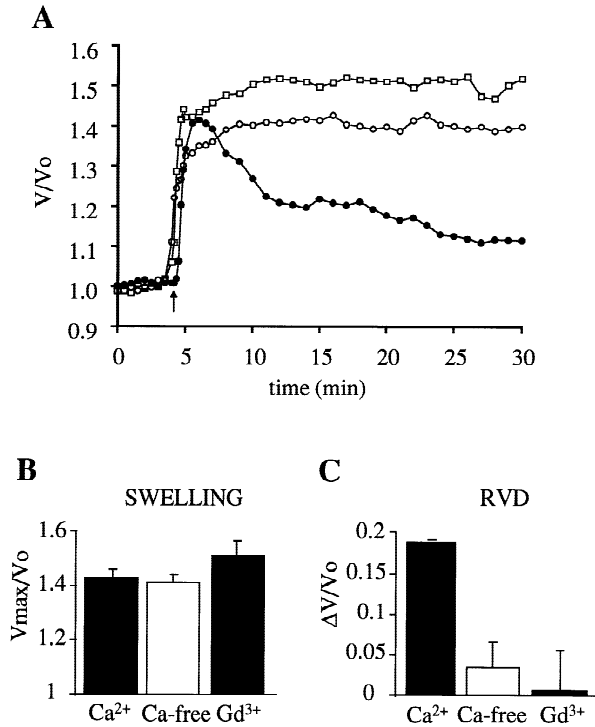 A
1.6
1.5
1.4
1.3
1.2
1.1
1.0
0.9
V/Vo
0 5 10 15 20 25 30
time (min)
B
SWELLING
1.6
1.4
1.2
1
Vmax/Vo
Ca²⁺ Ca-free Gd³⁺
C
RVD
0.2
0.15
0.1
0.05
0
ΔV/Vo
Ca²⁺ Ca-free Gd³⁺